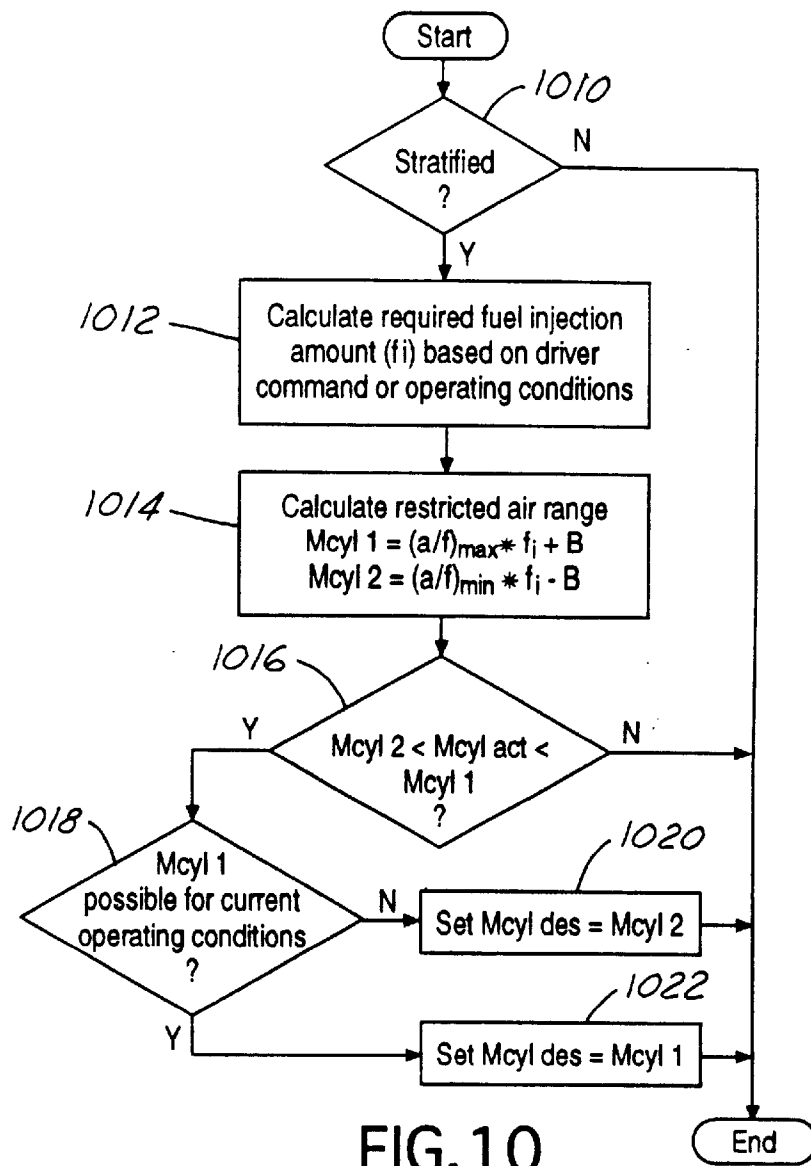 Start
1010
Stratified
?
N
Y
1012
Calculate required fuel injection
amount (fi) based on driver
command or operating conditions
1014
Calculate restricted air range
Mcyl 1 = (a/f)max* fi + B
Mcyl 2 = (a/f)min * fi - B
1016
Y
Mcyl 2 < Mcyl act <
Mcyl 1
?
N
1018
Mcyl 1
possible for current
operating conditions
?
N
1020
Set Mcyl des = Mcyl 2
Y
1022
Set Mcyl des = Mcyl 1
FIG.10
End